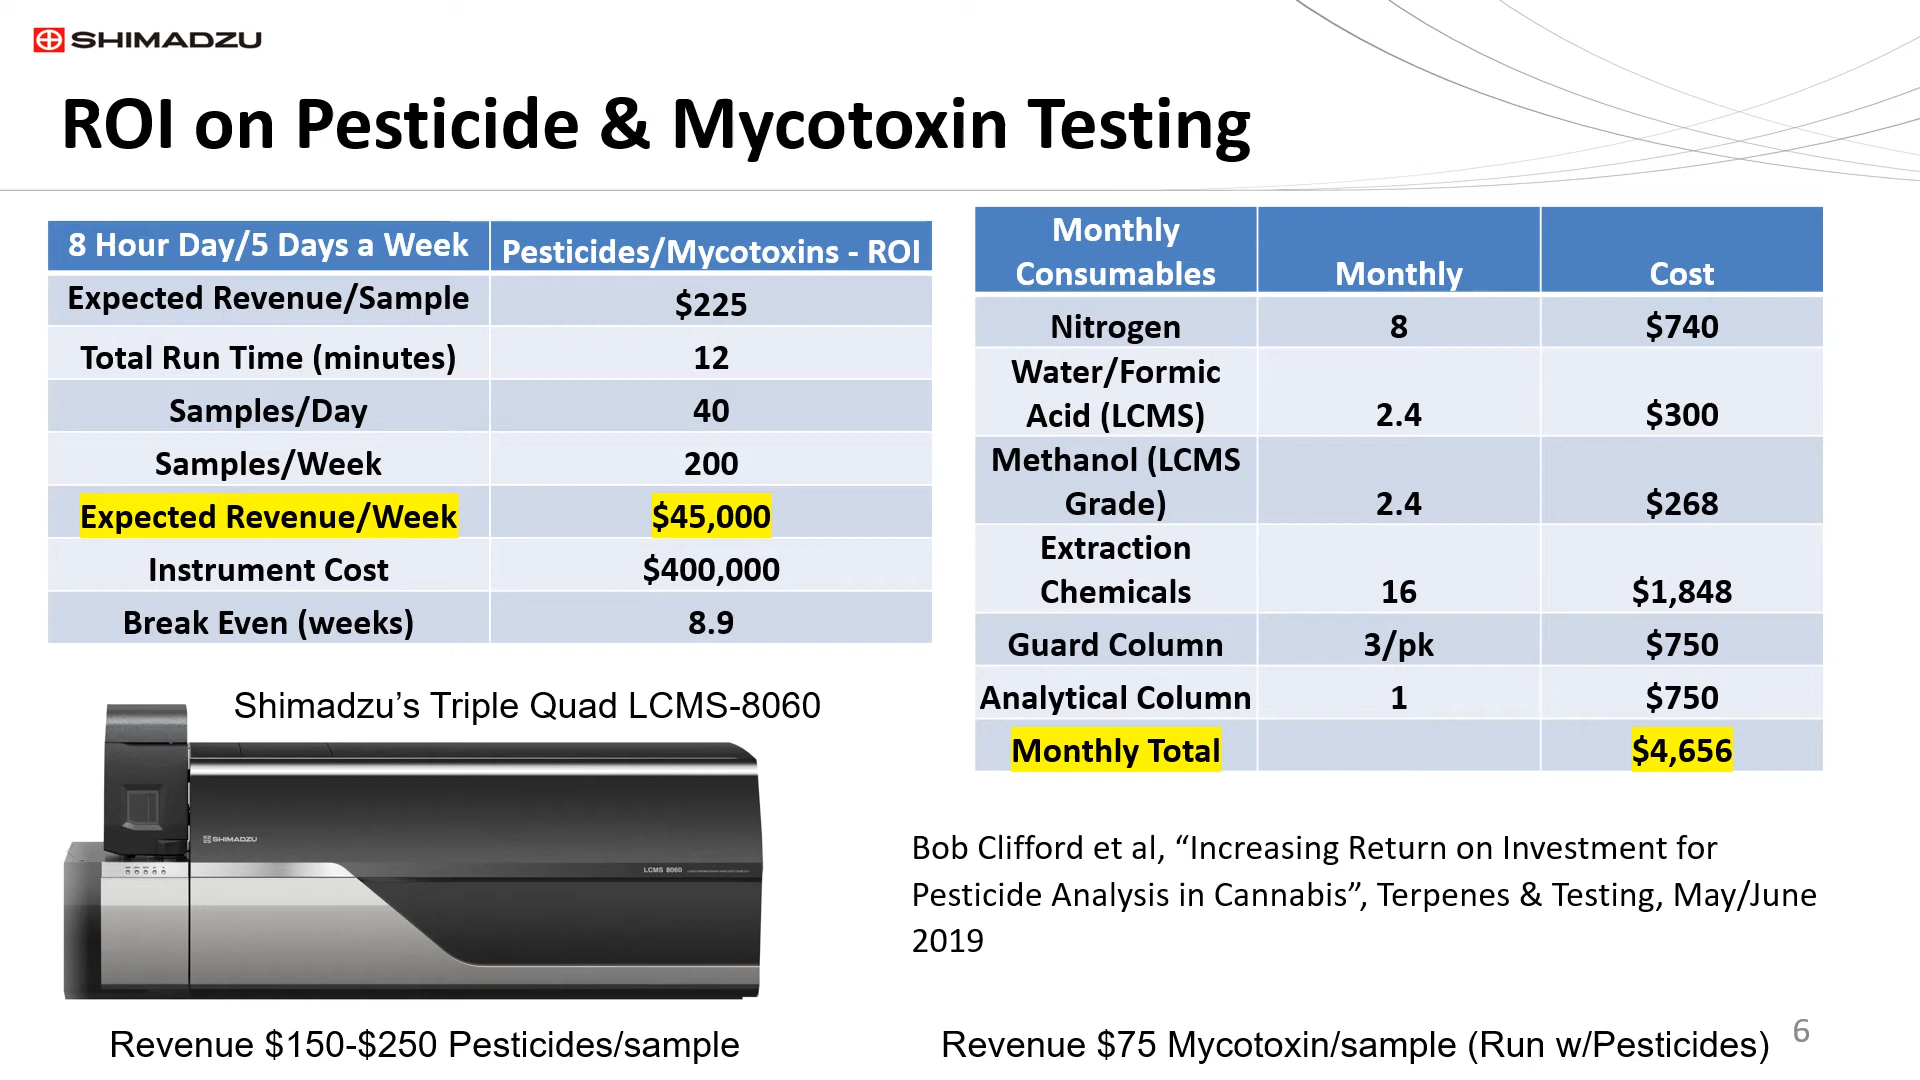 SHIMADZU
ROI on Pesticide & Mycotoxin Testing
8 Hour Day/5 Days a Week Pesticides/Mycotoxins - ROI
Expected Revenue/Sample $225
Total Run Time (minutes) 12
Samples/Day 40
Samples/Week 200
Expected Revenue/Week $45,000
Instrument Cost $400,000
Break Even (weeks) 8.9
Monthly
Consumables Monthly Cost
Nitrogen 8 $740
Water/Formic
Acid (LCMS) 2.4 $300
Methanol (LCMS
Grade) 2.4 $268
Extraction
Chemicals 16 $1,848
Guard Column 3/pk $750
Analytical Column 1 $750
Monthly Total $4,656
Shimadzu’s Triple Quad LCMS-8060
SHIMADZU
LCMS 8060
Bob Clifford et al, “Increasing Return on Investment for
Pesticide Analysis in Cannabis”, Terpenes & Testing, May/June
2019
Revenue $150-$250 Pesticides/sample
Revenue $75 Mycotoxin/sample (Run w/Pesticides)
6